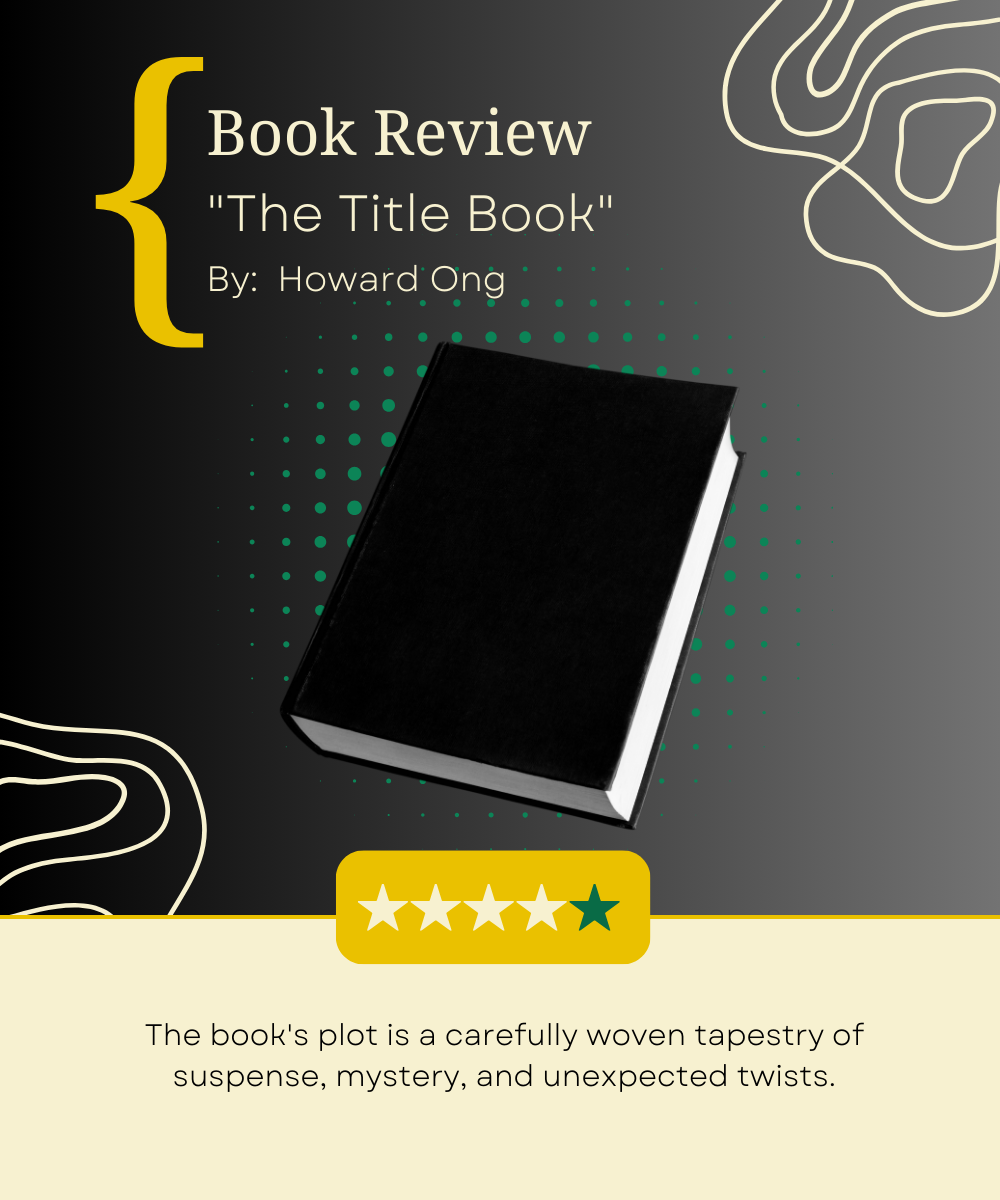 Book Review
"The Title Book"
By:  Howard Ong
The book's plot is a carefully woven tapestry of
suspense, mystery, and unexpected twists.